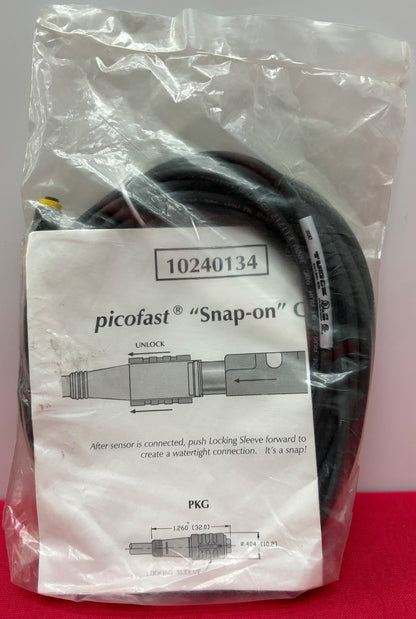 10240134
picofast® "Snap-on" C
UNLOCK
After sensor is connected, push Locking Sleeve forward to
create a watertight connection. It's a snap!
PKG
1.260" [32.0]
ø.404 [10.2]
LOCKING SLEEVE
TURCK